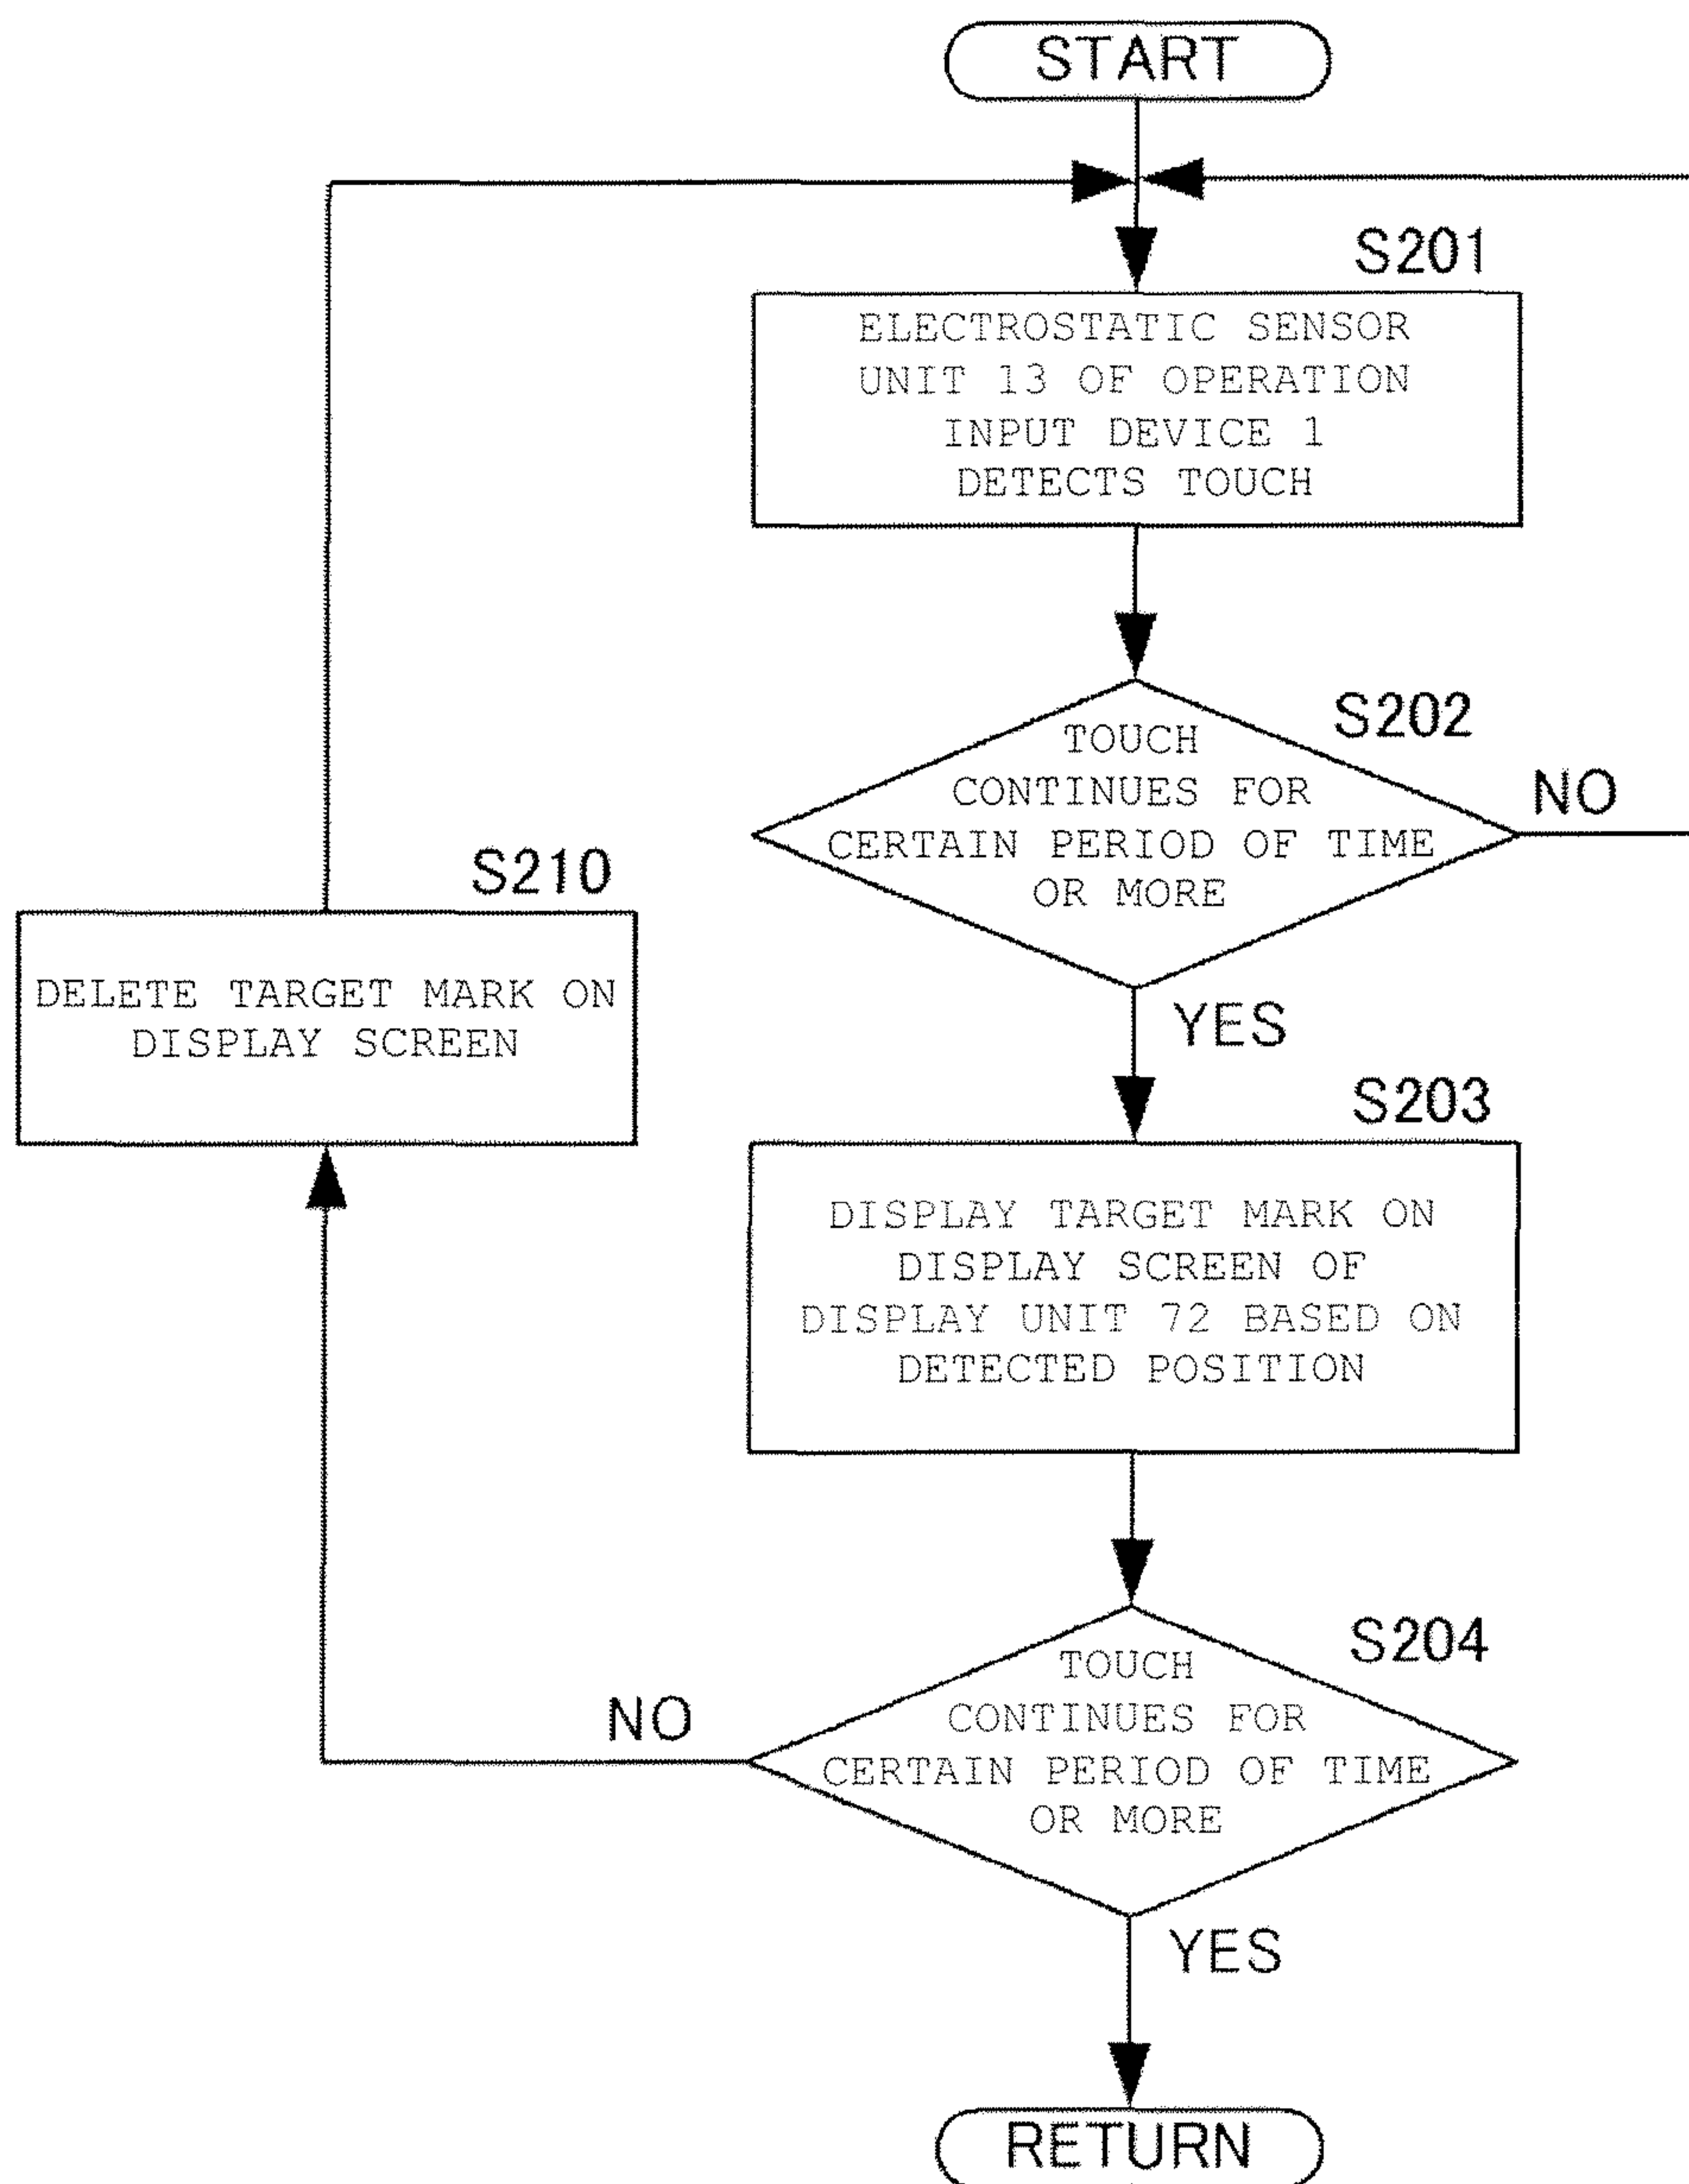 START
S201
ELECTROSTATIC SENSOR
UNIT 13 OF OPERATION
INPUT DEVICE 1
DETECTS TOUCH
S202
TOUCH
CONTINUES FOR
CERTAIN PERIOD OF TIME
OR MORE
NO
YES
S210
DELETE TARGET MARK ON
DISPLAY SCREEN
S203
DISPLAY TARGET MARK ON
DISPLAY SCREEN OF
DISPLAY UNIT 72 BASED ON
DETECTED POSITION
S204
TOUCH
CONTINUES FOR
CERTAIN PERIOD OF TIME
OR MORE
NO
YES
RETURN